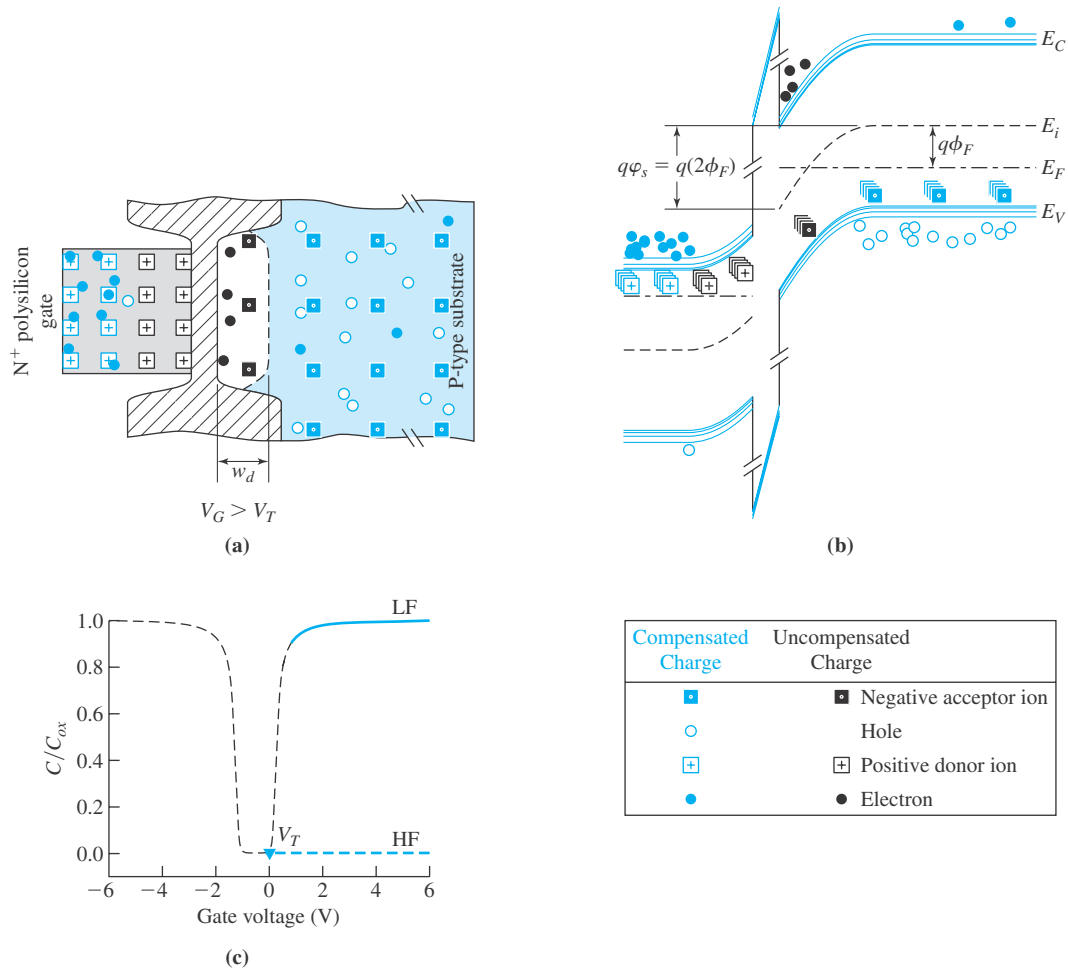 N⁺ polysilicon
gate
P-type substrate
w_d
V_G > V_T
(a)
E_C
E_i
qϕ_F
qφ_s = q(2ϕ_F)
E_F
E_V
(b)
LF
1.0
0.8
0.6
0.4
0.2
0.0
C/C_ox
V_T
HF
−6 −4 −2 0 2 4 6
Gate voltage (V)
(c)
Compensated Uncompensated
Charge Charge
Negative acceptor ion
Hole
Positive donor ion
Electron